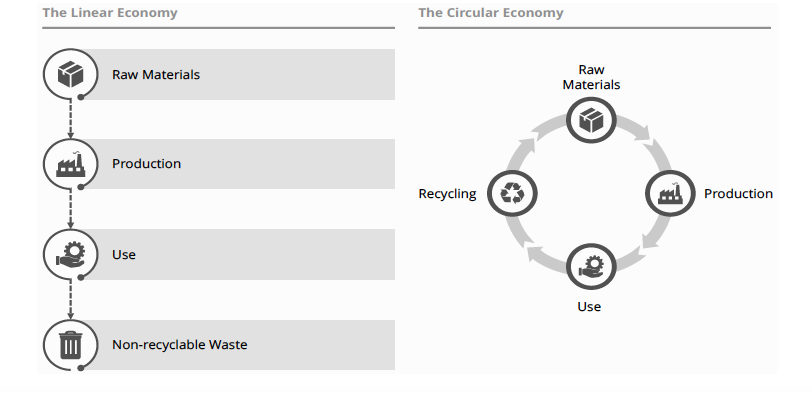 The Linear Economy
Raw Materials
Production
Use
Non-recyclable Waste
The Circular Economy
Raw
Materials
Recycling
Production
Use